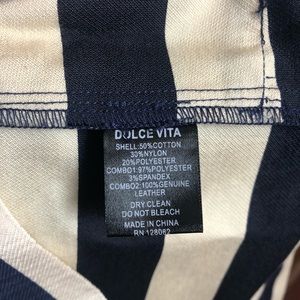 DOLCE VITA
SHELL:50%COTTON
30%NYLON
20%POLYESTER
COMBO1:97%POLYESTER
3%SPANDEX
COMBO2:100%GENUINE
LEATHER
DRY CLEAN
DO NOT BLEACH
MADE IN CHINA
RN 128082